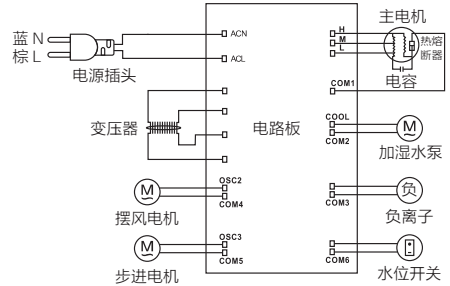 蓝 N
棕 L
电源插头
ACN
ACL
变压器
电路板
H
M
L
COM1
主电机
热熔
断器
电容
COOL
COM2
M
加湿水泵
OSC2
COM4
M
摆风电机
COM3
负
负离子
OSC3
COM5
M
步进电机
COM6
水位开关